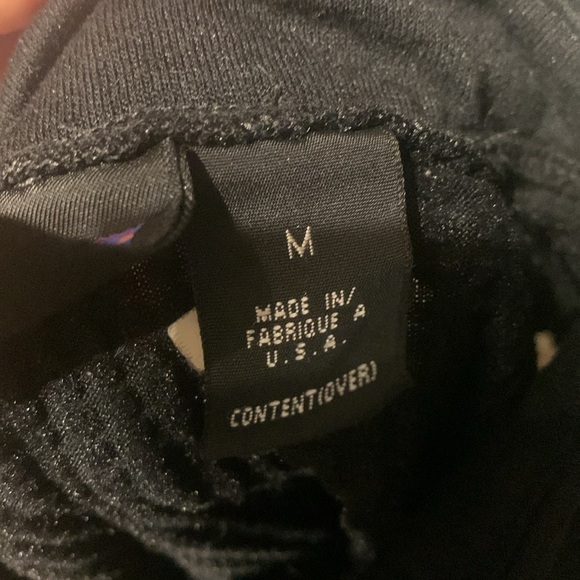 M
MADE IN/
FABRIQUE A
U.S.A.
CONTENT(OVER)